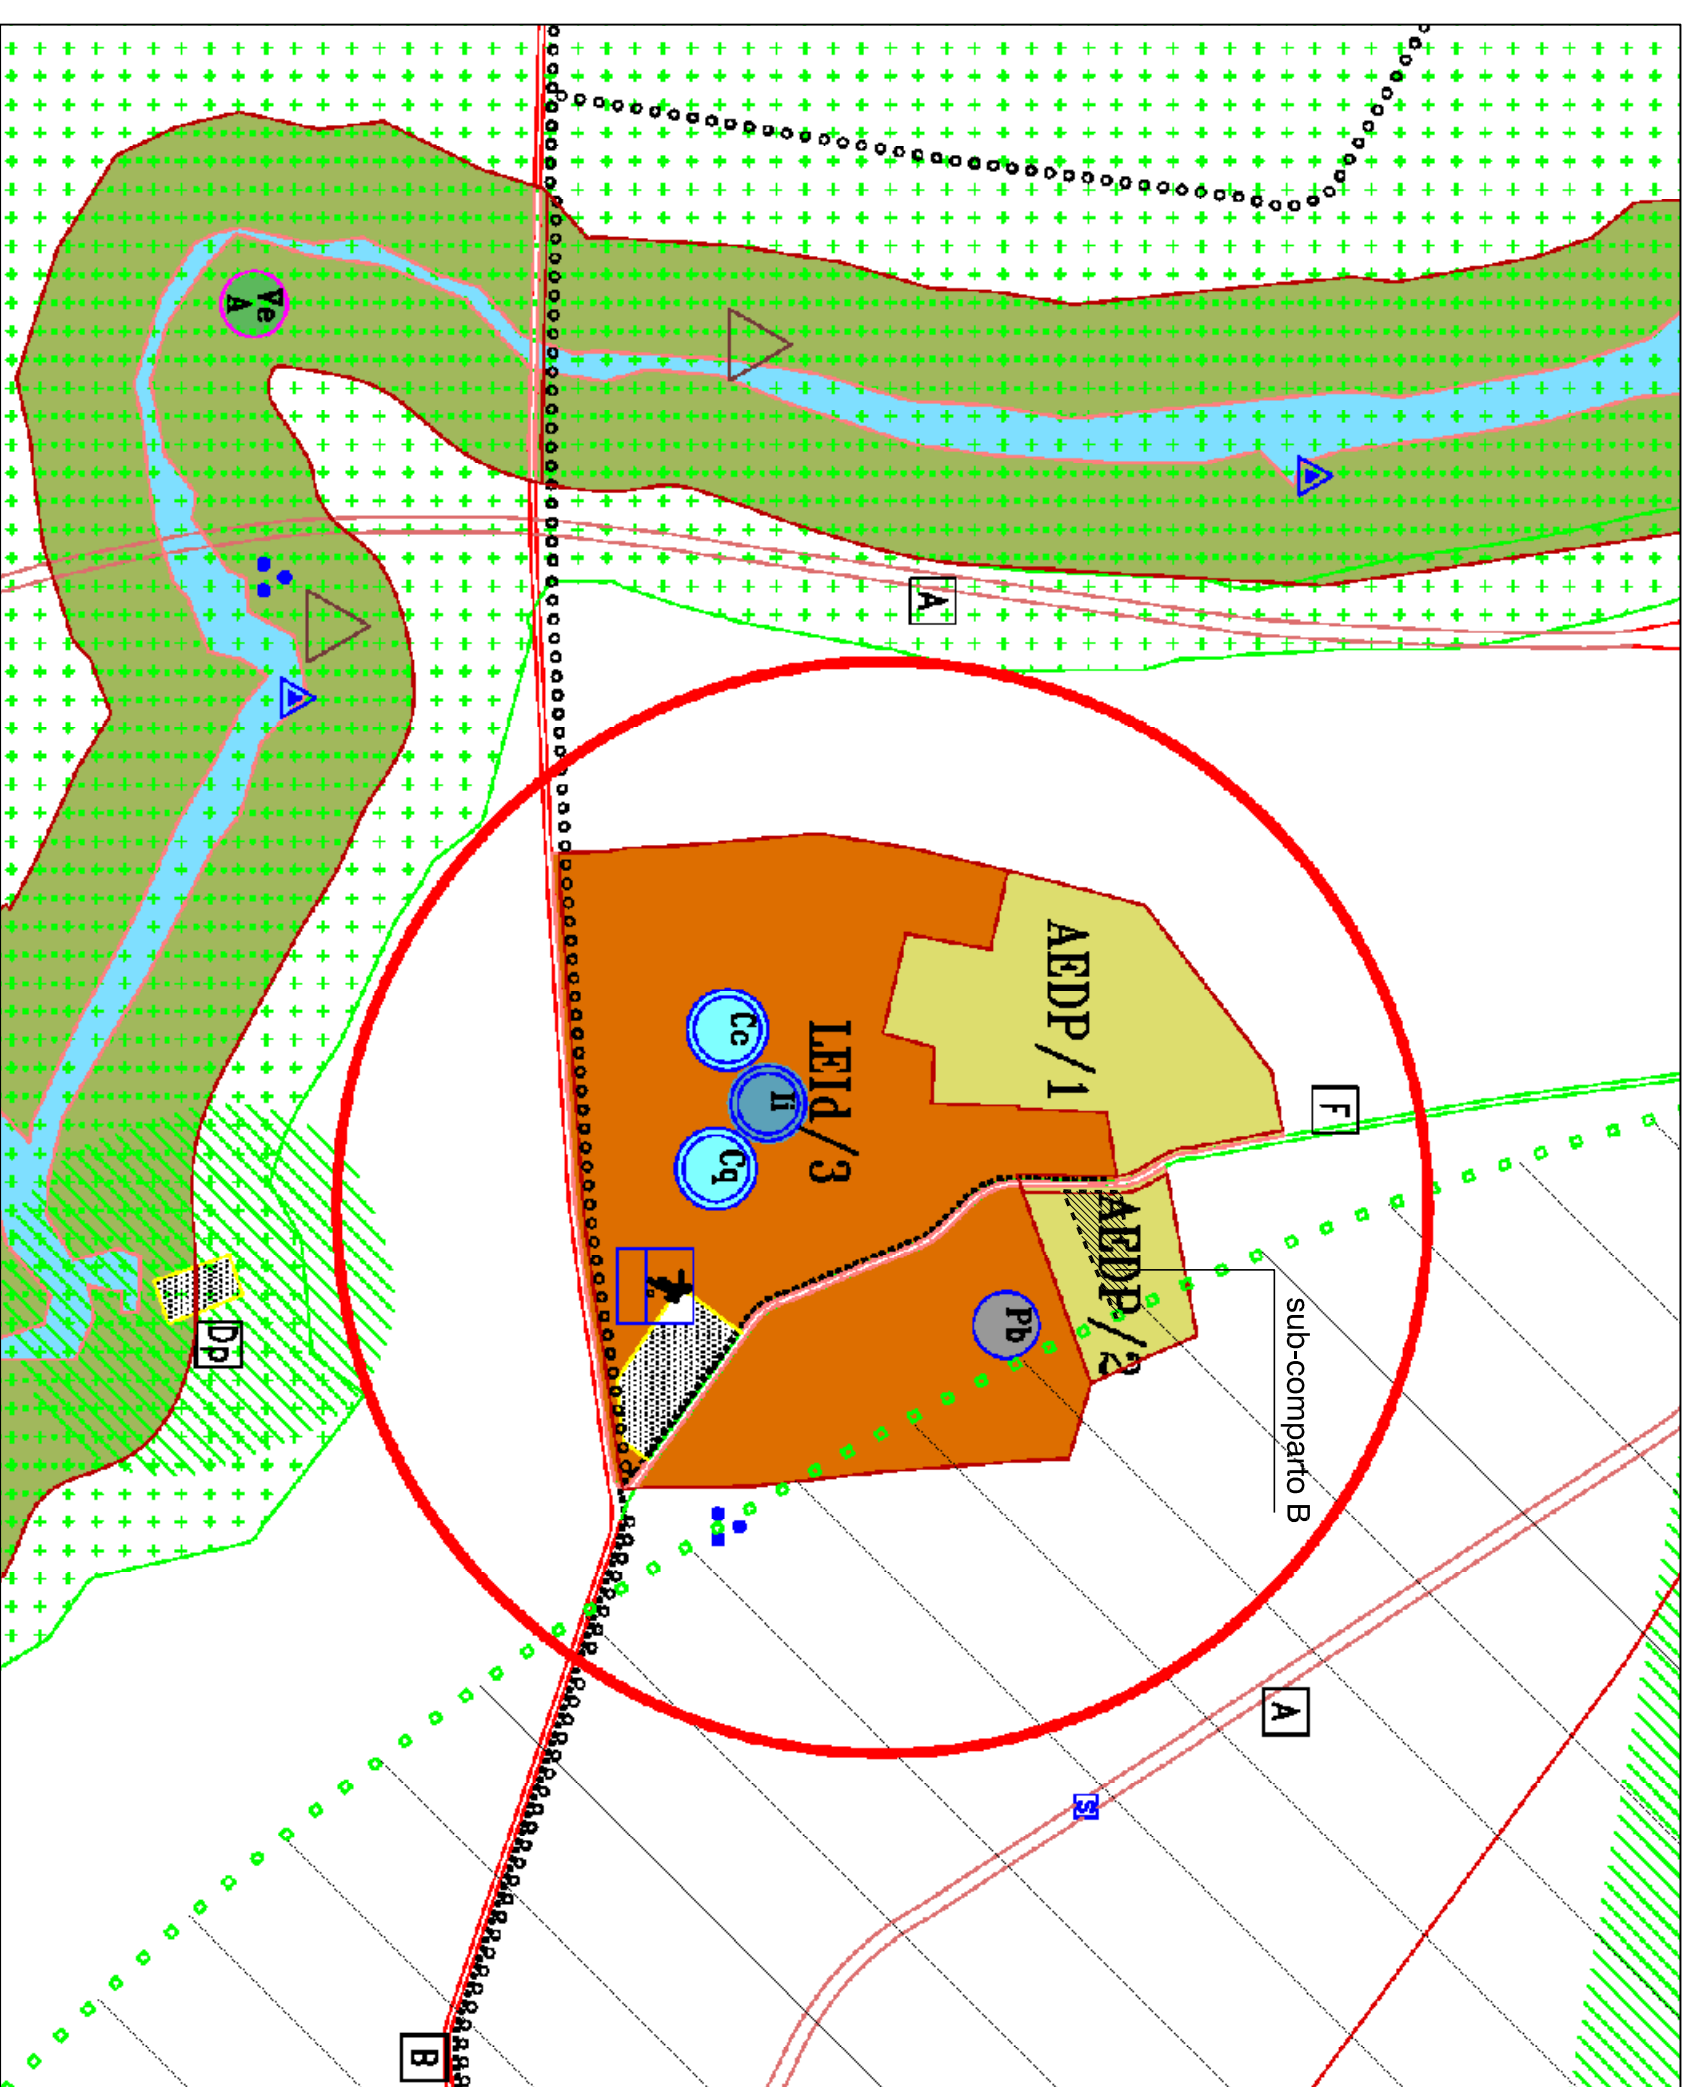 A
F
AEDP/1
sub-comparto B
AEDP/2
LEId/3
Cc
Ii
Cq
Pb
Ve
A
Dp
A
S
B